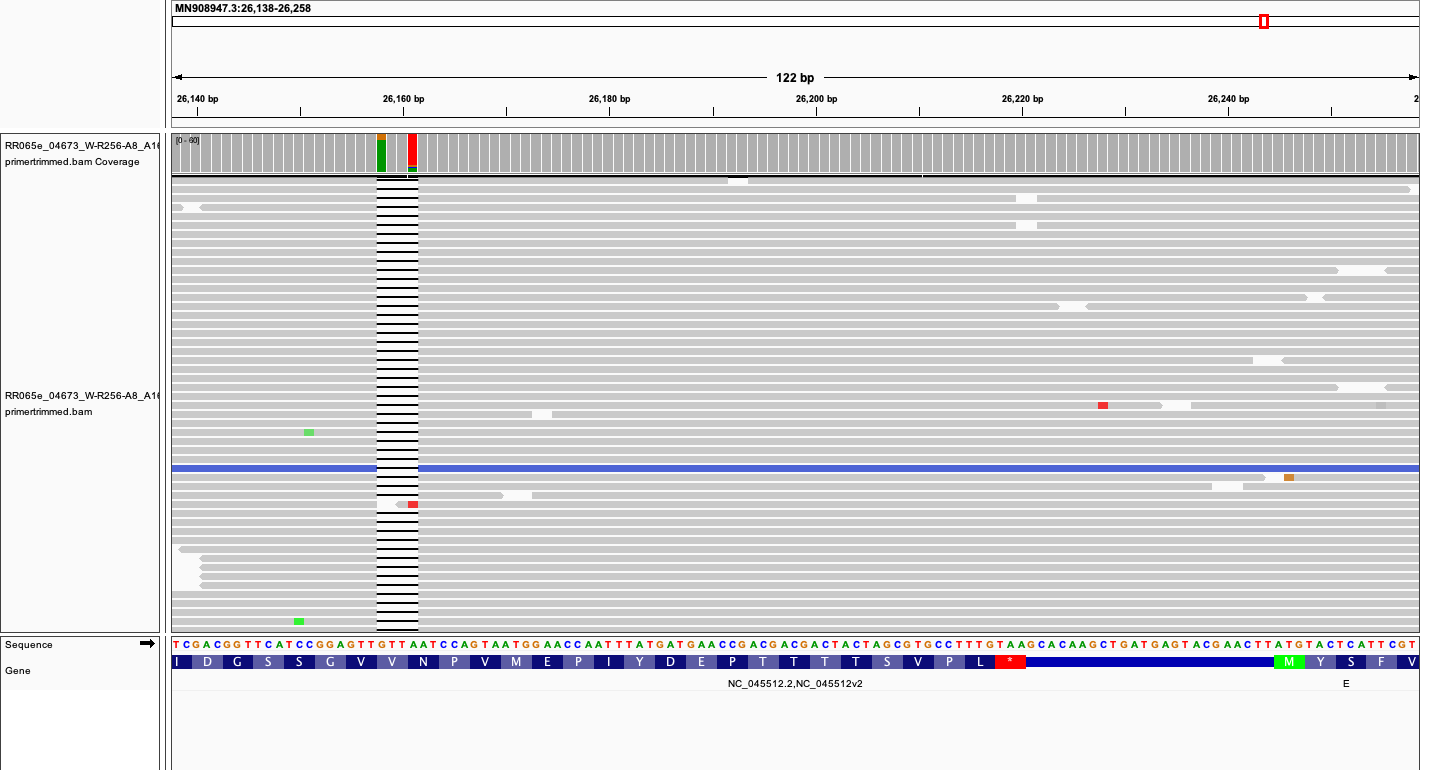 MN908947.3:26,138-26,258
122 bp
26,140 bp 26,160 bp 26,180 bp 26,200 bp 26,220 bp 26,240 bp 2
RR065e_04673_W-R256-A8_A1
primertrimmed.bam Coverage
[0 - 60]
RR065e_04673_W-R256-A8_A1
primertrimmed.bam
Sequence
TCGACGGTTCATCCGGAGTTGTTAATCCAGTAATGGAACCAATTTATGATGAACCGACGACGACTACTAGCGTGCCTTTGTAAGCACAAGCTGATGAGTACGAACTTATGTACTCATTCGT
Gene
I D G S S G V V N P V M E P I Y D E P T T T T S V P L * M Y S F V
NC_045512.2,NC_045512v2 E